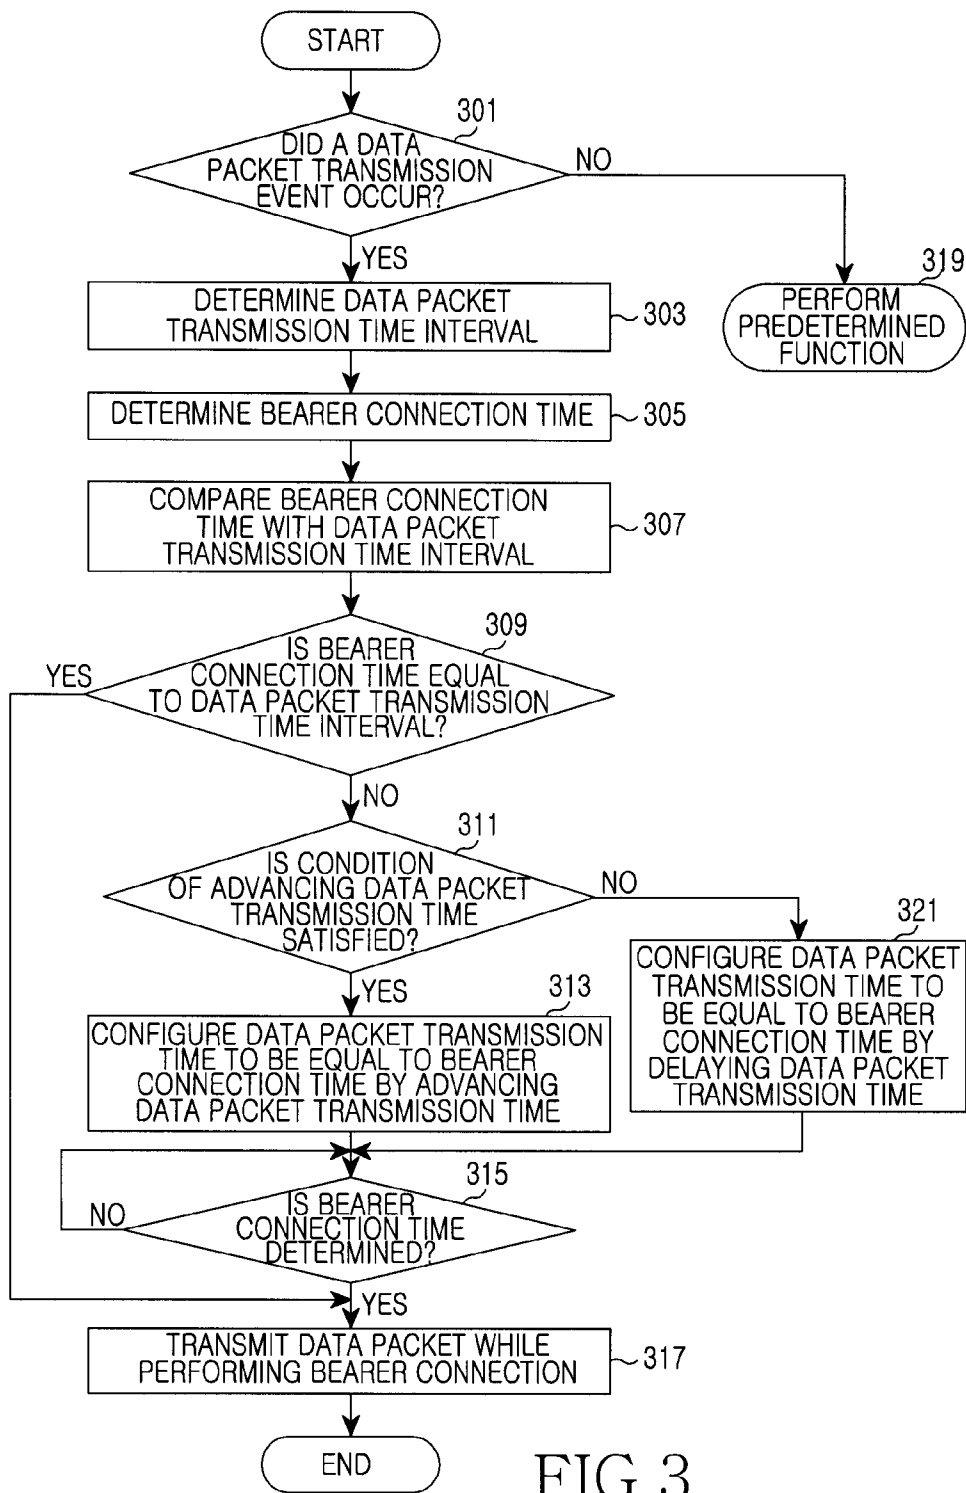 START
301
DID A DATA
PACKET TRANSMISSION
EVENT OCCUR?
NO
YES
319
PERFORM
PREDETERMINED
FUNCTION
DETERMINE DATA PACKET
TRANSMISSION TIME INTERVAL
303
DETERMINE BEARER CONNECTION TIME
305
COMPARE BEARER CONNECTION
TIME WITH DATA PACKET
TRANSMISSION TIME INTERVAL
307
309
IS BEARER
CONNECTION TIME EQUAL
TO DATA PACKET TRANSMISSION
TIME INTERVAL?
YES
NO
311
IS CONDITION
OF ADVANCING DATA PACKET
TRANSMISSION TIME
SATISFIED?
NO
YES
321
CONFIGURE DATA PACKET
TRANSMISSION TIME TO
BE EQUAL TO BEARER
CONNECTION TIME BY
DELAYING DATA PACKET
TRANSMISSION TIME
313
CONFIGURE DATA PACKET TRANSMISSION
TIME TO BE EQUAL TO BEARER
CONNECTION TIME BY ADVANCING
DATA PACKET TRANSMISSION TIME
315
IS BEARER
CONNECTION TIME
DETERMINED?
NO
YES
TRANSMIT DATA PACKET WHILE
PERFORMING BEARER CONNECTION
317
END
FIG.3